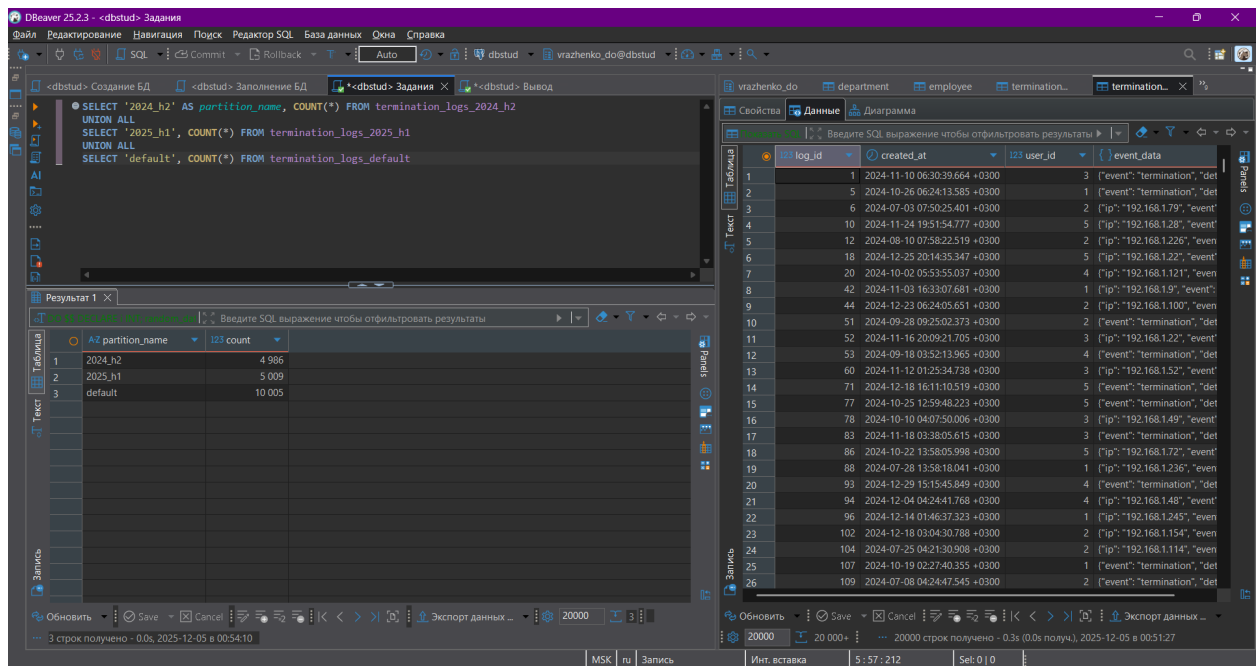 DBeaver 25.2.3 - <dbstud> Задания
Файл Редактирование Навигация Поиск Редактор SQL База данных Окна Справка
SQL Commit Rollback T Auto dbstud vrazhenko_do@dbstud
<dbstud> Создание БД <dbstud> Заполнение БД *<dbstud> Задания *<dbstud> Вывод
SELECT '2024_h2' AS partition_name, COUNT(*) FROM termination_logs_2024_h2
UNION ALL
SELECT '2025_h1', COUNT(*) FROM termination_logs_2025_h1
UNION ALL
SELECT 'default', COUNT(*) FROM termination_logs_default
AI
Результат 1
Введите SQL выражение чтобы отфильтровать результаты
Таблица
Текст
Запись
Panels
A-Z partition_name 123 count
1 2024_h2 4 986
2 2025_h1 5 009
3 default 10 005
Обновить Save Cancel Экспорт данных ... 20000 3
3 строк получено - 0.0s, 2025-12-05 в 00:54:10
vrazhenko_do department employee termination... termination...
Свойства Данные Диаграмма
Введите SQL выражение чтобы отфильтровать результаты
Таблица
Текст
Запись
Panels
123 log_id created_at 123 user_id { } event_data
1 1 2024-11-10 06:30:39.664 +0300 3 {"event": "termination", "det
2 5 2024-10-26 06:24:13.585 +0300 1 {"event": "termination", "det
3 6 2024-07-03 07:50:25.401 +0300 2 {"ip": "192.168.1.79", "event"
4 10 2024-11-24 19:51:54.777 +0300 5 {"ip": "192.168.1.28", "event"
5 12 2024-08-10 07:58:22.519 +0300 2 {"ip": "192.168.1.226", "even
6 18 2024-12-25 20:14:35.347 +0300 5 {"ip": "192.168.1.22", "event"
7 20 2024-10-02 05:53:55.037 +0300 4 {"ip": "192.168.1.121", "event
8 42 2024-11-03 16:33:07.681 +0300 1 {"ip": "192.168.1.9", "event":
9 44 2024-12-23 06:24:05.651 +0300 2 {"ip": "192.168.1.100", "even
10 51 2024-09-28 09:25:02.373 +0300 2 {"event": "termination", "det
11 52 2024-11-16 20:09:21.705 +0300 3 {"ip": "192.168.1.22", "event"
12 53 2024-09-18 03:52:13.965 +0300 4 {"event": "termination", "det
13 60 2024-11-12 01:25:34.738 +0300 3 {"ip": "192.168.1.52", "event"
14 71 2024-12-18 16:11:10.519 +0300 5 {"event": "termination", "det
15 77 2024-10-25 12:59:48.223 +0300 5 {"event": "termination", "det
16 78 2024-10-10 04:07:50.006 +0300 3 {"ip": "192.168.1.49", "event"
17 83 2024-11-18 03:38:05.615 +0300 3 {"event": "termination", "det
18 86 2024-10-22 13:58:05.998 +0300 5 {"ip": "192.168.1.72", "event"
19 88 2024-07-28 13:58:18.041 +0300 1 {"ip": "192.168.1.236", "even
20 93 2024-12-29 15:15:45.849 +0300 4 {"event": "termination", "det
21 94 2024-12-04 04:24:41.768 +0300 4 {"ip": "192.168.1.48", "event"
22 96 2024-12-14 01:46:37.323 +0300 1 {"ip": "192.168.1.245", "even
23 102 2024-12-18 03:04:30.788 +0300 2 {"ip": "192.168.1.154", "even
24 104 2024-07-25 04:21:30.908 +0300 2 {"ip": "192.168.1.114", "even
25 107 2024-10-19 02:27:40.355 +0300 1 {"event": "termination", "det
26 109 2024-07-08 04:24:47.545 +0300 2 {"event": "termination", "det
Обновить Save Cancel Экспорт данных ...
20000 20 000+ 20000 строк получено - 0.3s (0.0s получ.), 2025-12-05 в 00:51:27
MSK ru Запись Инт. вставка 5 : 57 : 212 Sel: 0 | 0